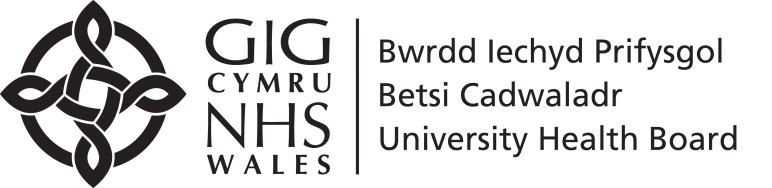 GIG
CYMRU
NHS
WALES
Bwrdd Iechyd Prifysgol
Betsi Cadwaladr
University Health Board